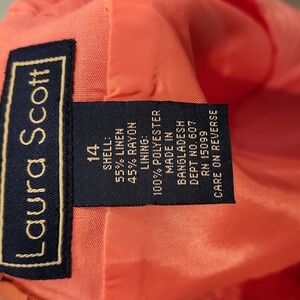 Laura Scott
14
SHELL:
55% LINEN
45% RAYON
LINING:
100% POLYESTER
MADE IN
BANGLADESH
DEPT NO. 607
RN 15099
CARE ON REVERSE